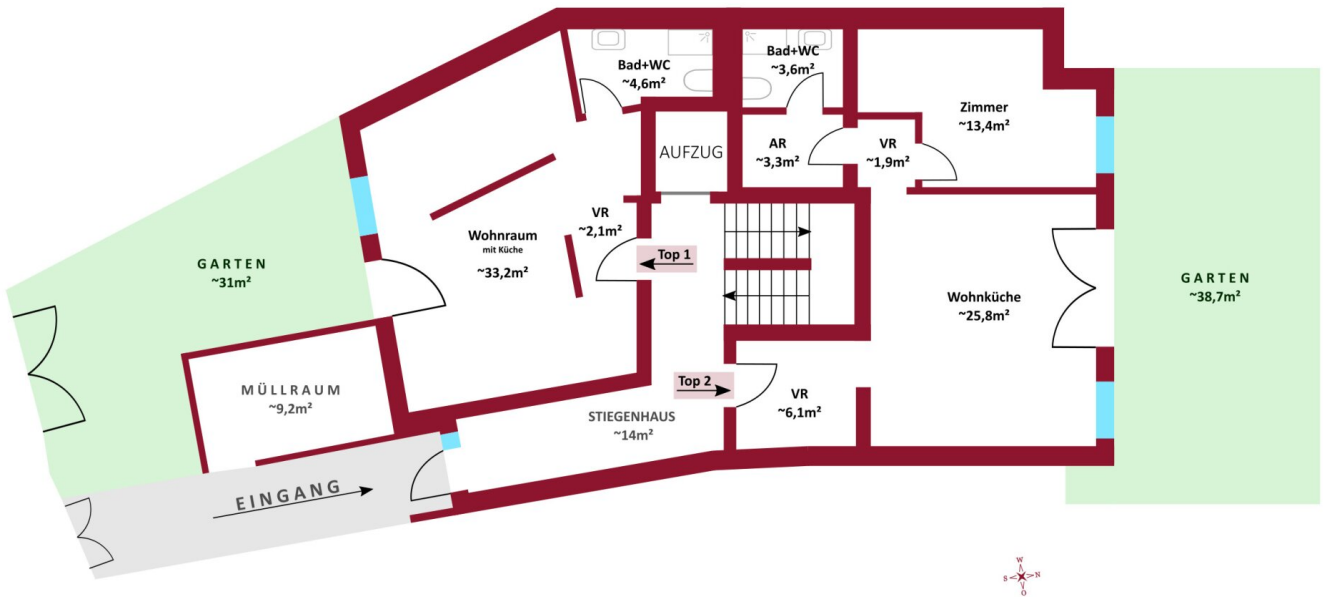 Bad+WC
~4,6m²
Bad+WC
~3,6m²
Zimmer
~13,4m²
AUFZUG
AR
~3,3m²
VR
~1,9m²
VR
~2,1m²
Wohnraum
mit Küche
~33,2m²
Top 1
GARTEN
~31m²
Wohnküche
~25,8m²
GARTEN
~38,7m²
MÜLLRAUM
~9,2m²
Top 2
VR
~6,1m²
STIEGENHAUS
~14m²
EINGANG
W
S N
O